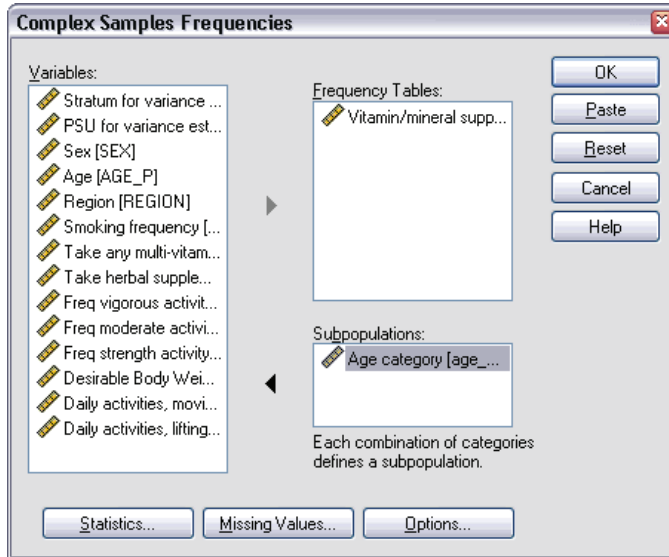 Complex Samples Frequencies
Variables:
Stratum for variance ...
PSU for variance est...
Sex [SEX]
Age [AGE_P]
Region [REGION]
Smoking frequency [...
Take any multi-vitam...
Take herbal supple...
Freq vigorous activit...
Freq moderate activi...
Freq strength activity...
Desirable Body Wei...
Daily activities, movi...
Daily activities, lifting...
Frequency Tables:
Vitamin/mineral supp...
Subpopulations:
Age category [age_...
Each combination of categories
defines a subpopulation.
OK
Paste
Reset
Cancel
Help
Statistics...
Missing Values...
Options...